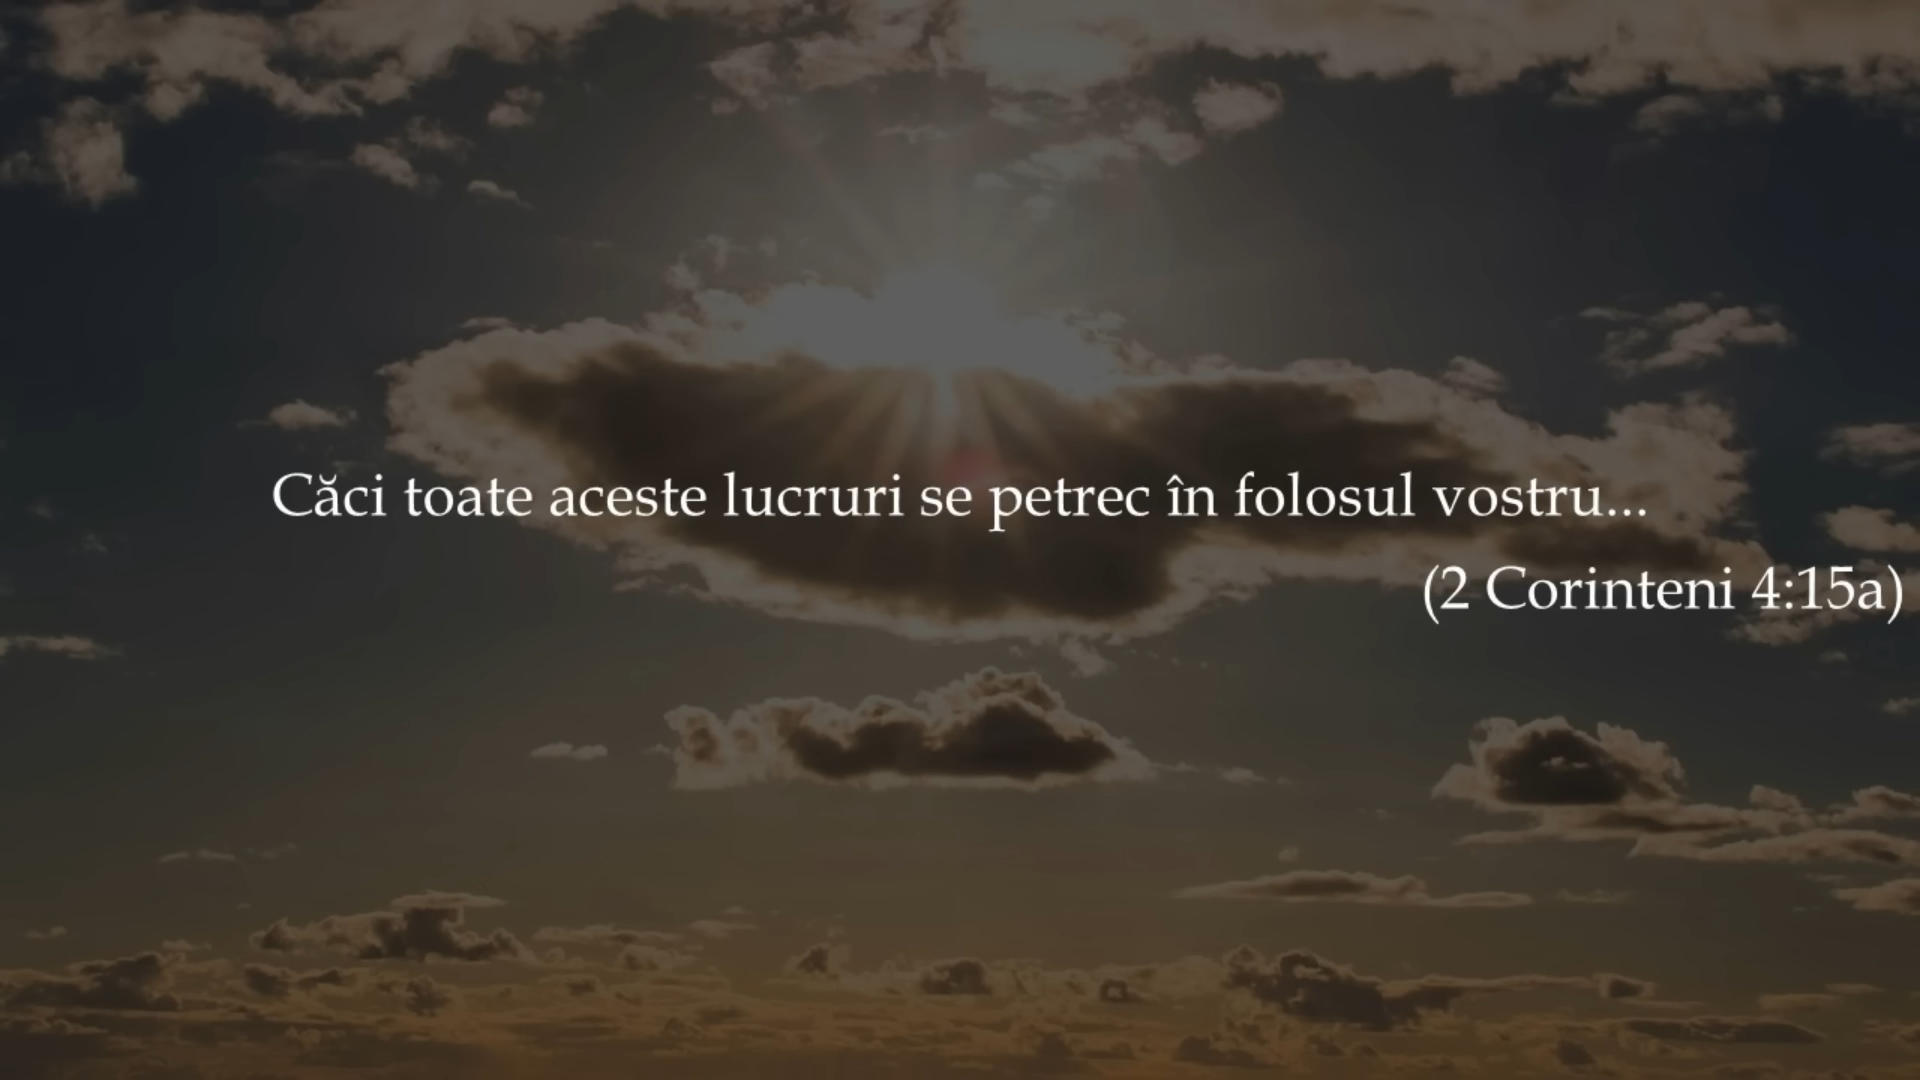 Căci toate aceste lucruri se petrec în folosul vostru...
(2 Corinteni 4:15a)